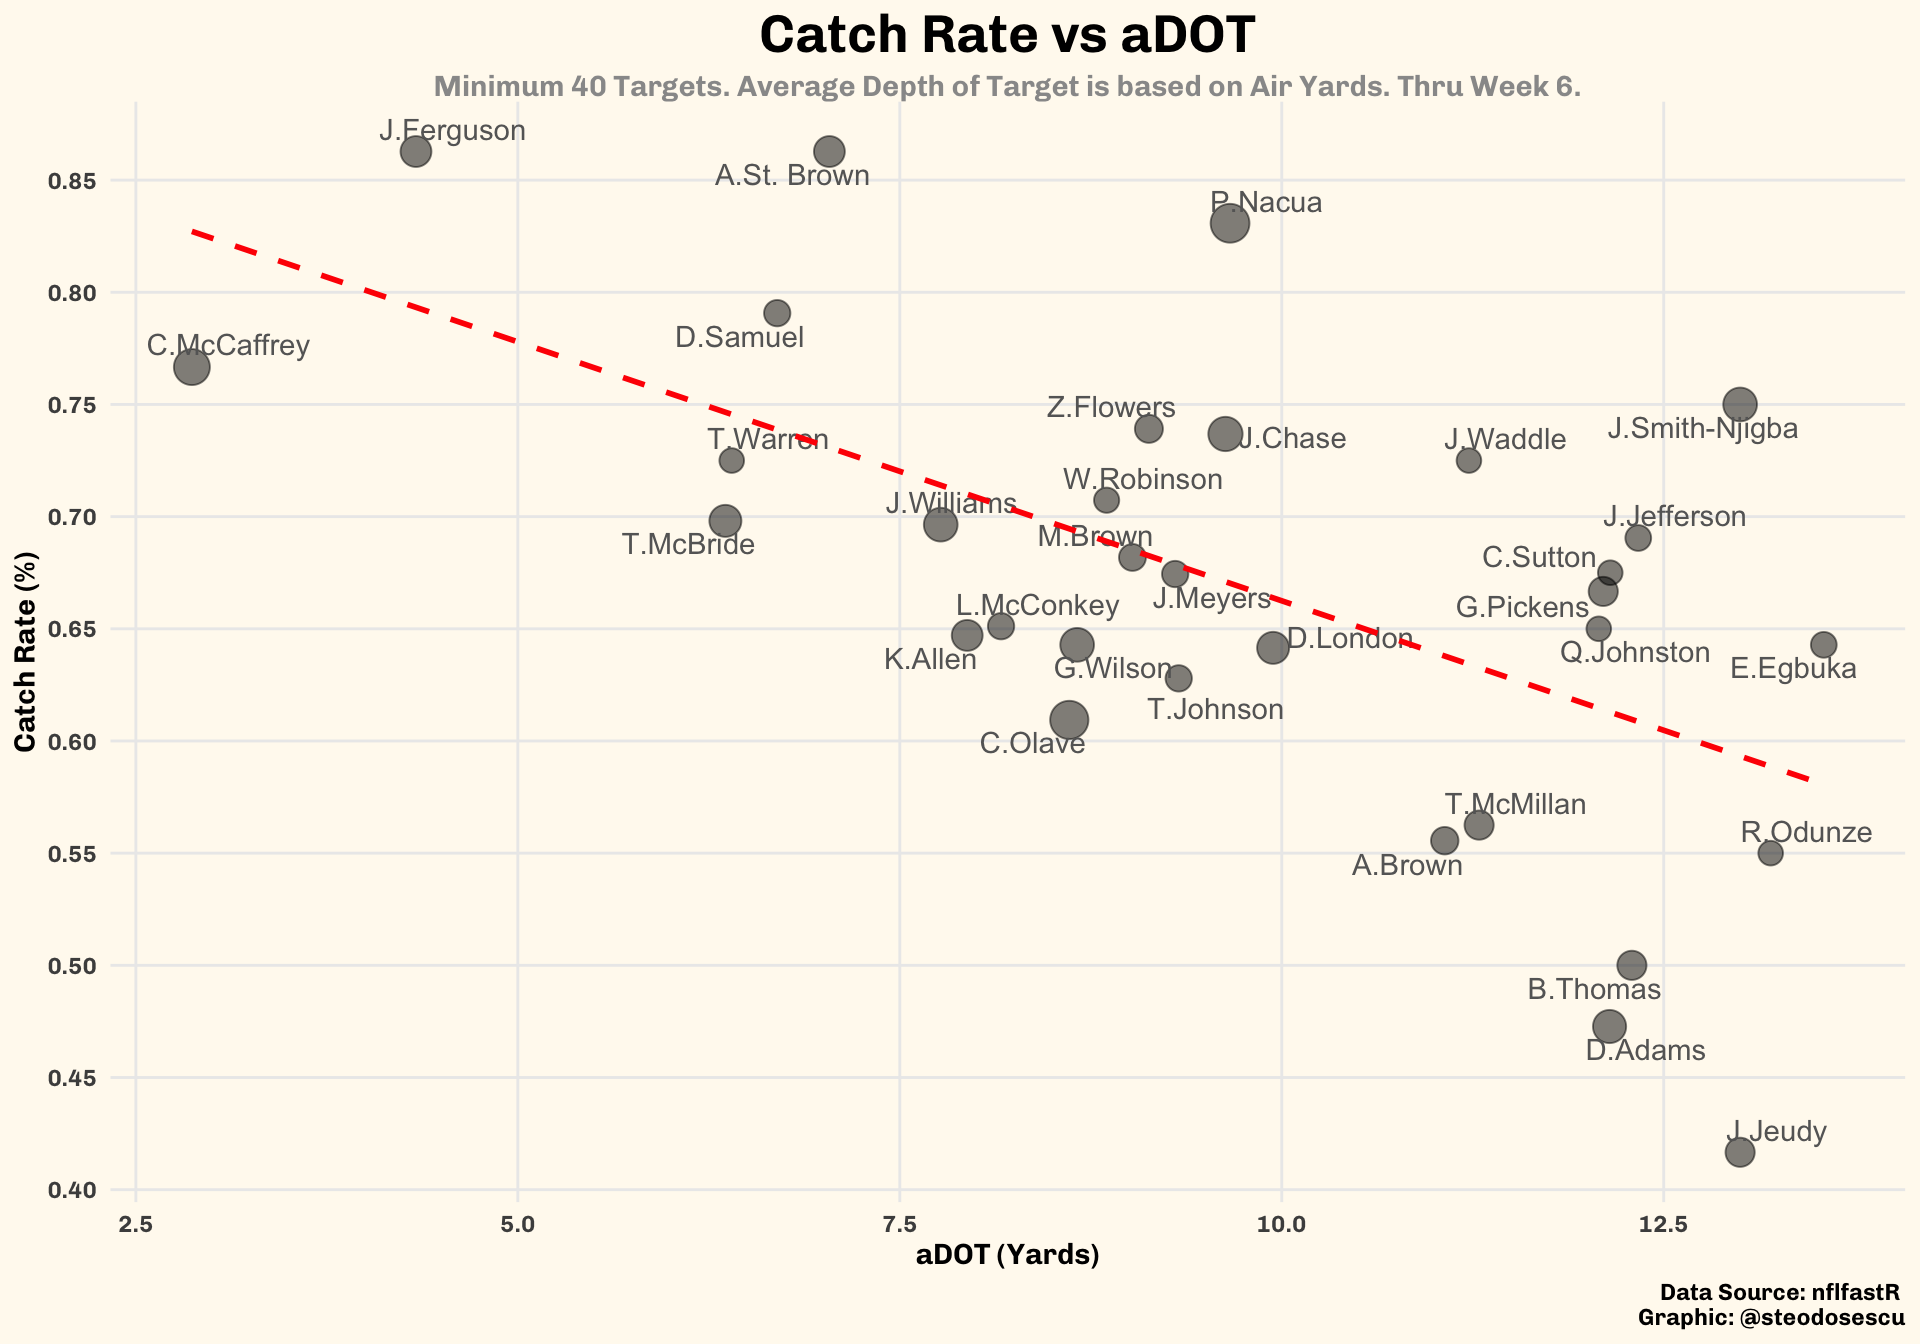 Catch Rate vs aDOT
Minimum 40 Targets. Average Depth of Target is based on Air Yards. Thru Week 6.
J.Ferguson
A.St. Brown
P.Nacua
D.Samuel
C.McCaffrey
Z.Flowers
J.Chase
J.Smith-Njigba
T.Warren
J.Waddle
W.Robinson
J.Williams
J.Jefferson
T.McBride
M.Brown
C.Sutton
J.Meyers
L.McConkey
G.Pickens
D.London
K.Allen
Q.Johnston
G.Wilson
E.Egbuka
T.Johnson
C.Olave
T.McMillan
R.Odunze
A.Brown
B.Thomas
D.Adams
J.Jeudy
0.85
0.80
0.75
0.70
0.65
0.60
0.55
0.50
0.45
0.40
Catch Rate (%)
2.5 5.0 7.5 10.0 12.5
aDOT (Yards)
Data Source: nflfastR
Graphic: @steodosescu